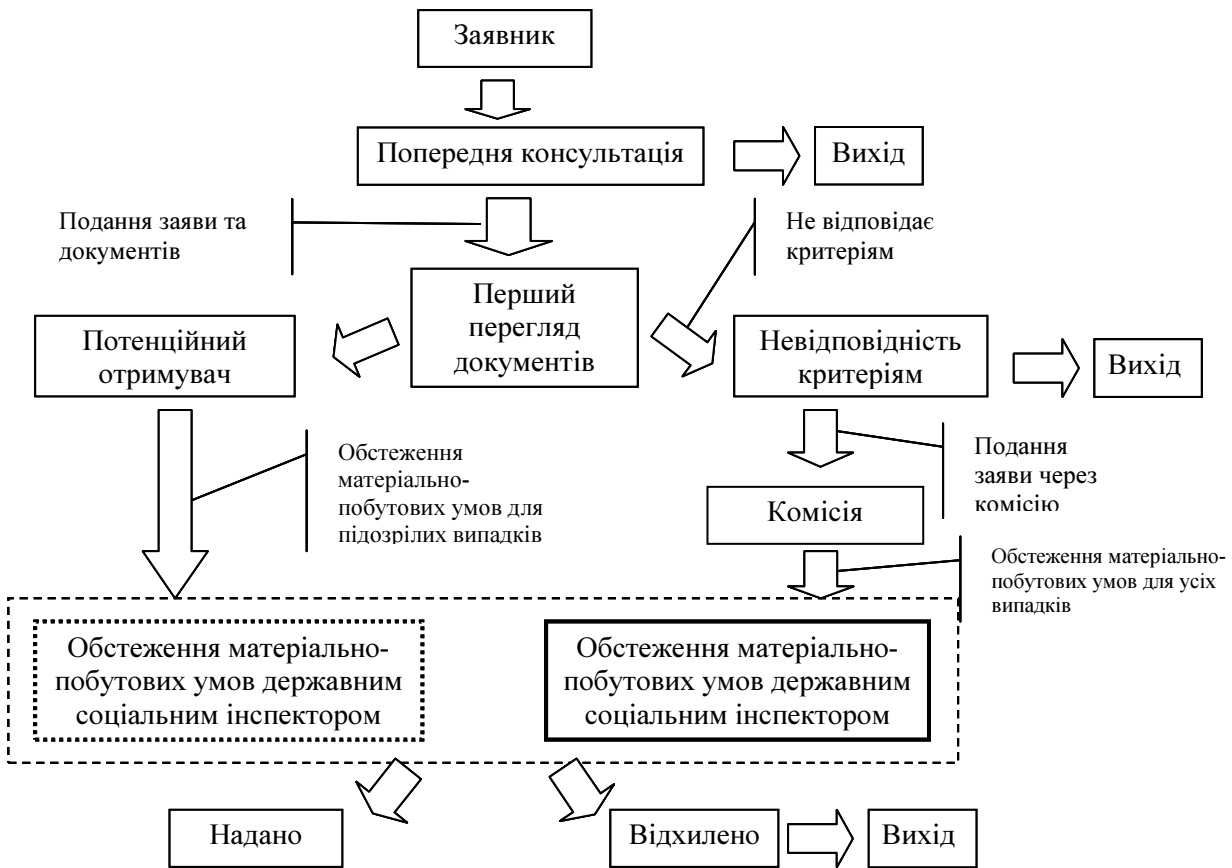 Заявник
Попередня консультація
Вихід
Подання заяви та
документів
Не відповідає
критеріям
Перший
перегляд
документів
Потенційний
отримувач
Невідповідність
критеріям
Вихід
Обстеження
матеріально-
побутових умов для
підозрілих випадків
Подання
заяви через
комісію
Комісія
Обстеження матеріально-
побутових умов для усіх
випадків
Обстеження матеріально-
побутових умов державним
соціальним інспектором
Обстеження матеріально-
побутових умов державним
соціальним інспектором
Надано
Відхилено
Вихід